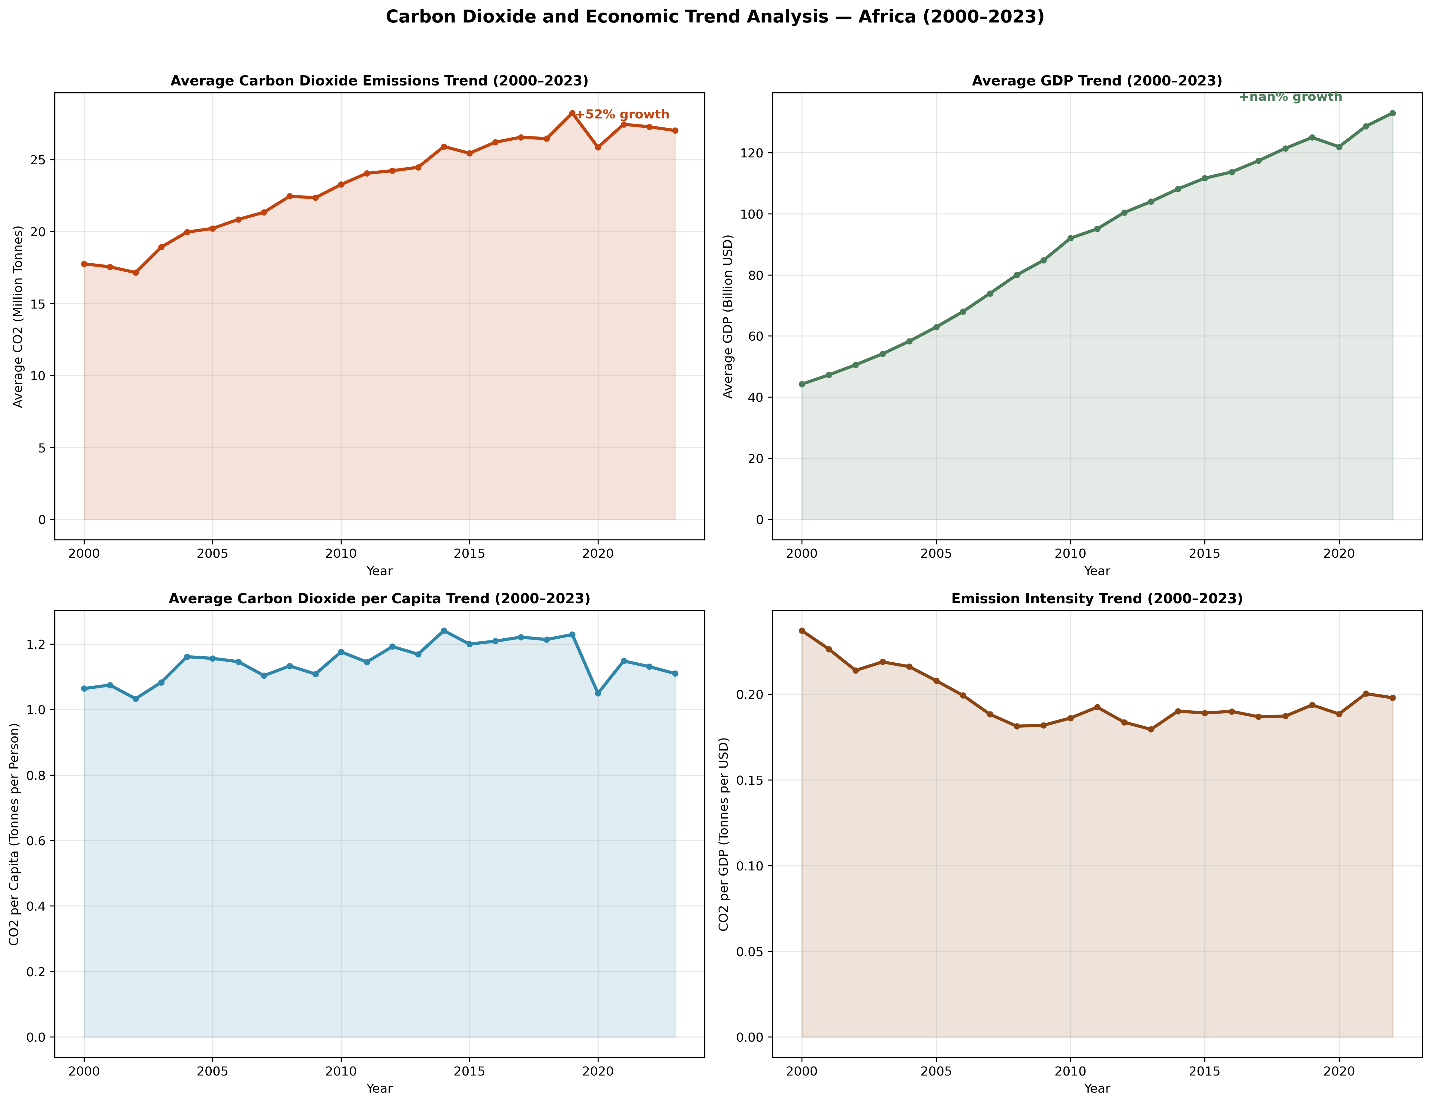 Carbon Dioxide and Economic Trend Analysis — Africa (2000–2023)
Average Carbon Dioxide Emissions Trend (2000–2023)
+52% growth
Average CO2 (Million Tonnes)
25
20
15
10
5
0
2000 2005 2010 2015 2020
Year
Average GDP Trend (2000–2023)
+nan% growth
Average GDP (Billion USD)
120
100
80
60
40
20
0
2000 2005 2010 2015 2020
Year
Average Carbon Dioxide per Capita Trend (2000–2023)
CO2 per Capita (Tonnes per Person)
1.2
1.0
0.8
0.6
0.4
0.2
0.0
2000 2005 2010 2015 2020
Year
Emission Intensity Trend (2000–2023)
CO2 per GDP (Tonnes per USD)
0.20
0.15
0.10
0.05
0.00
2000 2005 2010 2015 2020
Year